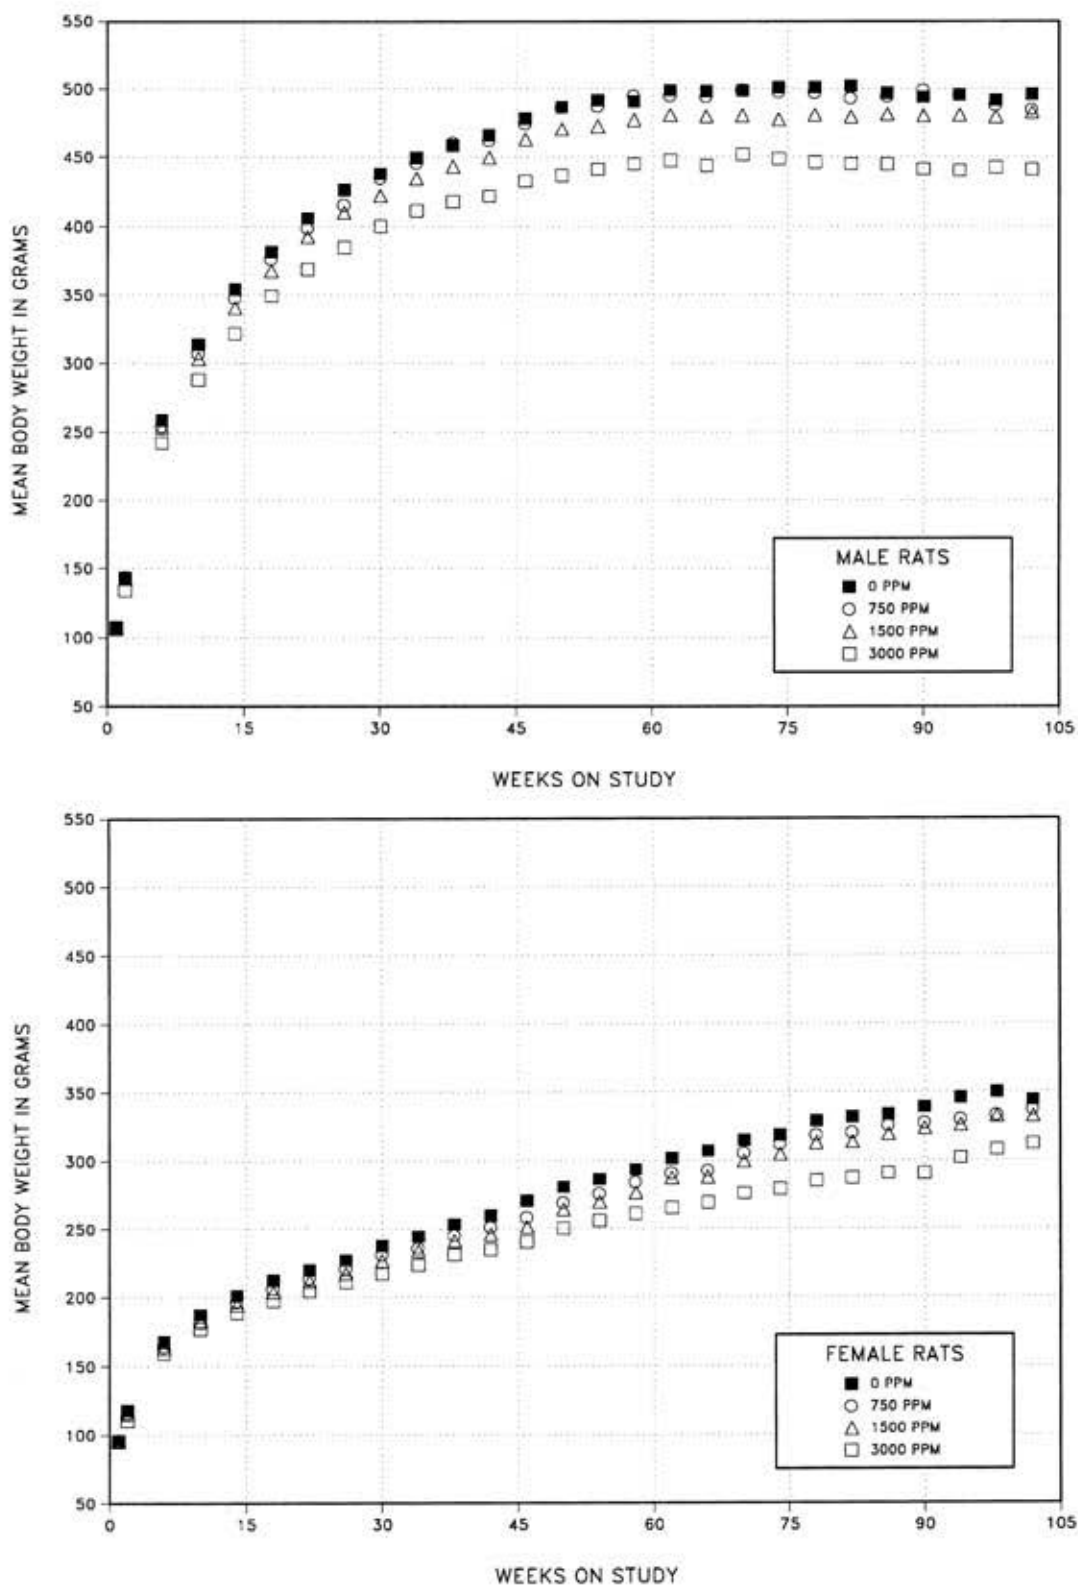 550
500
450
400
350
300
250
200
150
100
50
MEAN BODY WEIGHT IN GRAMS
MALE RATS
0 PPM
750 PPM
1500 PPM
3000 PPM
0 15 30 45 60 75 90 105
WEEKS ON STUDY
550
500
450
400
350
300
250
200
150
100
50
MEAN BODY WEIGHT IN GRAMS
FEMALE RATS
0 PPM
750 PPM
1500 PPM
3000 PPM
0 15 30 45 60 75 90 105
WEEKS ON STUDY